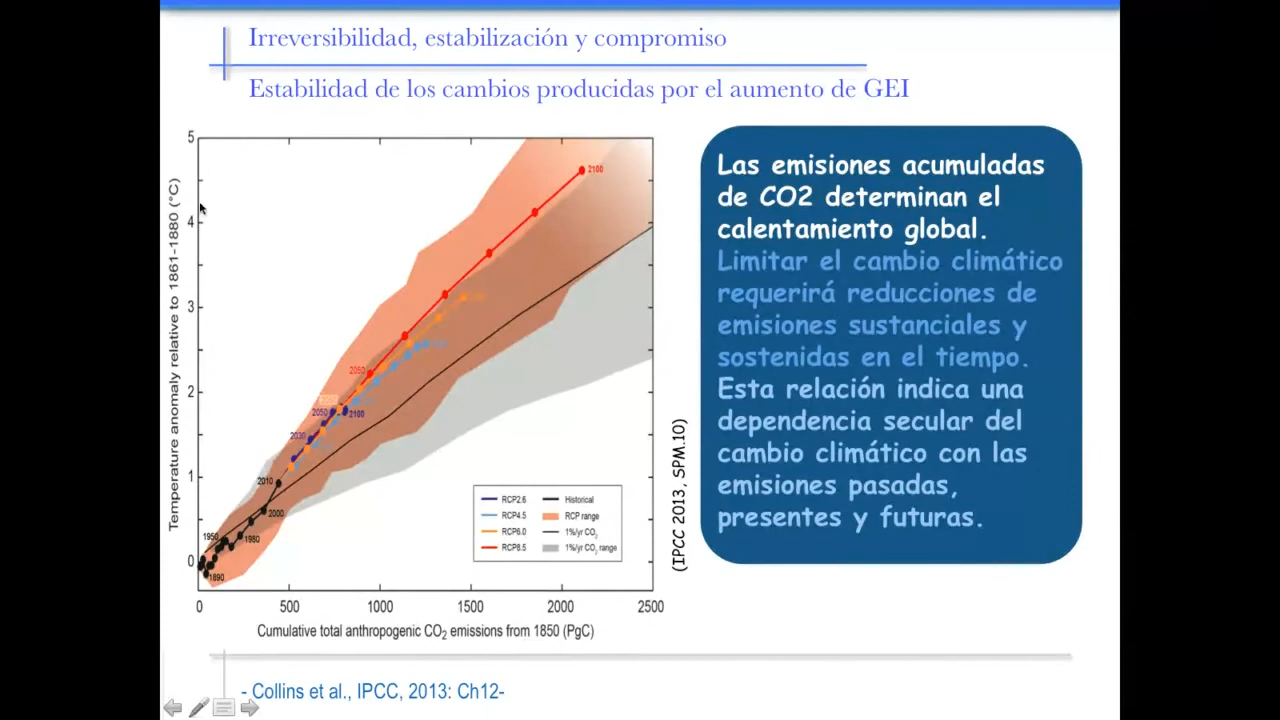 Irreversibilidad, estabilización y compromiso
Estabilidad de los cambios producidas por el aumento de GEI
5
4
3
2
1
0
Temperature anomaly relative to 1861-1880 (°C)
2100
2050
2050
2100
2030
2010
2000
1950
1980
1890
RCP2.6
RCP4.5
RCP6.0
RCP8.5
Historical
RCP range
1%/yr CO2
1%/yr CO2 range
0 500 1000 1500 2000 2500
Cumulative total anthropogenic CO2 emissions from 1850 (PgC)
(IPCC 2013, SPM.10)
Las emisiones acumuladas
de CO2 determinan el
calentamiento global.
Limitar el cambio climático
requerirá reducciones de
emisiones sustanciales y
sostenidas en el tiempo.
Esta relación indica una
dependencia secular del
cambio climático con las
emisiones pasadas,
presentes y futuras.
- Collins et al., IPCC, 2013: Ch12-